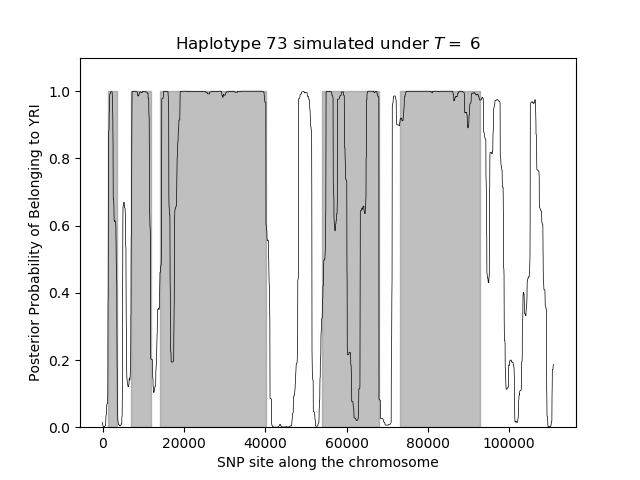 Haplotype 73 simulated under T = 6
Posterior Probability of Belonging to YRI
1.0
0.8
0.6
0.4
0.2
0.0
0 20000 40000 60000 80000 100000
SNP site along the chromosome